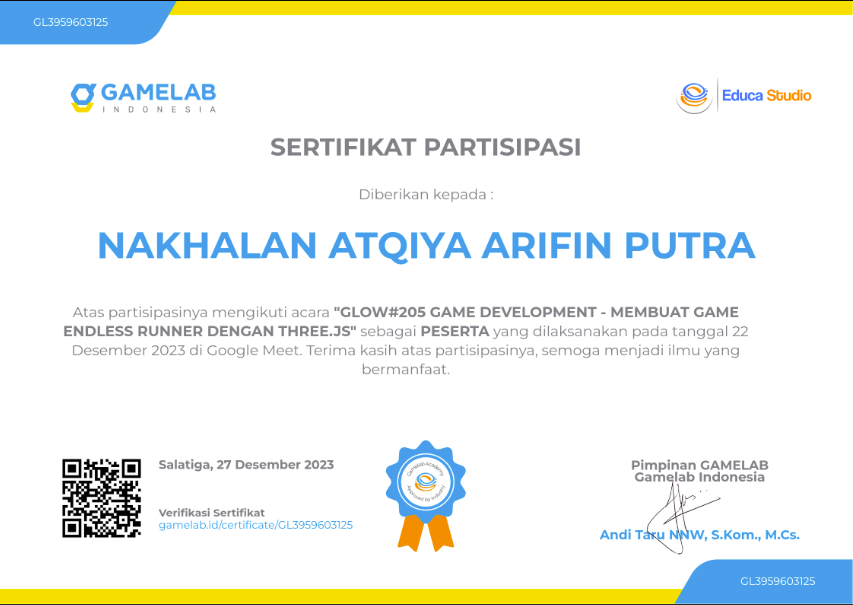 GL3959603125
GAMELAB
INDONESIA
Educa Studio
SERTIFIKAT PARTISIPASI
Diberikan kepada :
NAKHALAN ATQIYA ARIFIN PUTRA
Atas partisipasinya mengikuti acara "GLOW#205 GAME DEVELOPMENT - MEMBUAT GAME
ENDLESS RUNNER DENGAN THREE.JS" sebagai PESERTA yang dilaksanakan pada tanggal 22
Desember 2023 di Google Meet. Terima kasih atas partisipasinya, semoga menjadi ilmu yang
bermanfaat.
Salatiga, 27 Desember 2023
Verifikasi Sertifikat
gamelab.id/certificate/GL3959603125
Gamelab Academy
Approved by Industry
Pimpinan GAMELAB
Gamelab Indonesia
Andi Taru NNW, S.Kom., M.Cs.
GL3959603125